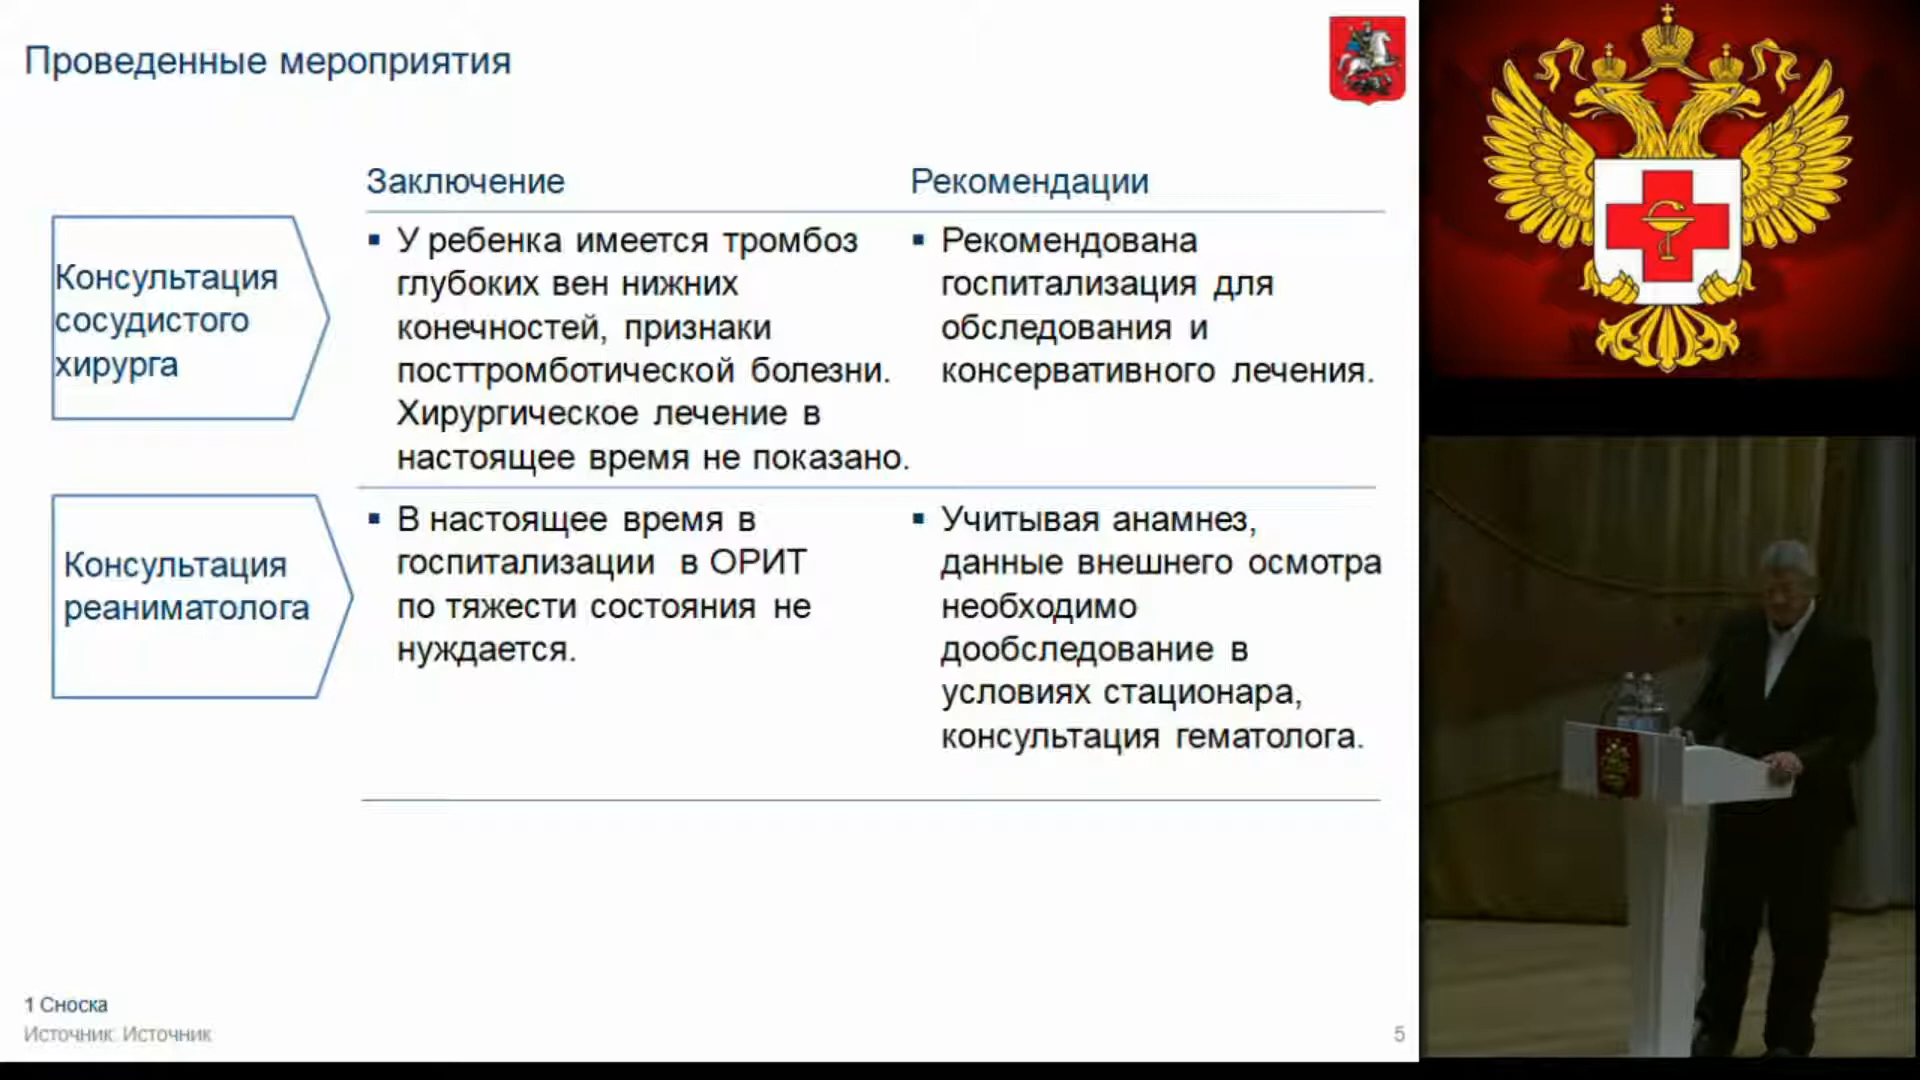 Проведенные мероприятия
Заключение
Рекомендации
Консультация
сосудистого
хирурга
▪ У ребенка имеется тромбоз
глубоких вен нижних
конечностей, признаки
посттромботической болезни.
Хирургическое лечение в
настоящее время не показано.
▪ Рекомендована
госпитализация для
обследования и
консервативного лечения.
Консультация
реаниматолога
▪ В настоящее время в
госпитализации в ОРИТ
по тяжести состояния не
нуждается.
▪ Учитывая анамнез,
данные внешнего осмотра
необходимо
дообследование в
условиях стационара,
консультация гематолога.
1 Сноска
Источник: Источник
5